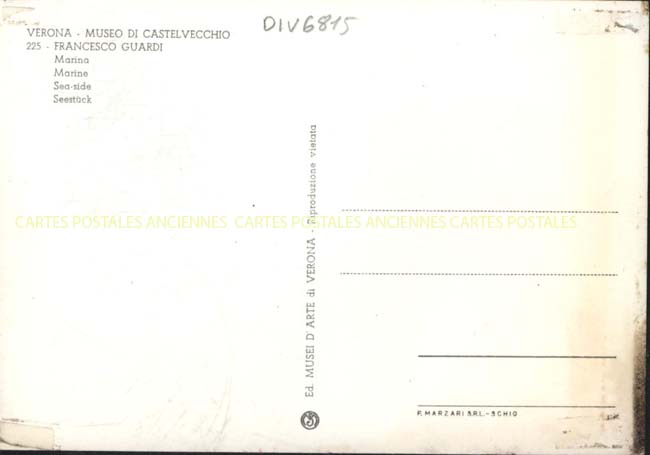 DIV6815
VERONA - MUSEO DI CASTELVECCHIO
225 - FRANCESCO GUARDI
Marina
Marine
Sea-side
Seestück
Ed. MUSEI D'ARTE di VERONA - Riproduzione vietata
CARTES POSTALES ANCIENNES CARTES POSTALES ANCIENNES CARTES POSTALES
F. MARZARI S.R.L. - SCHIO